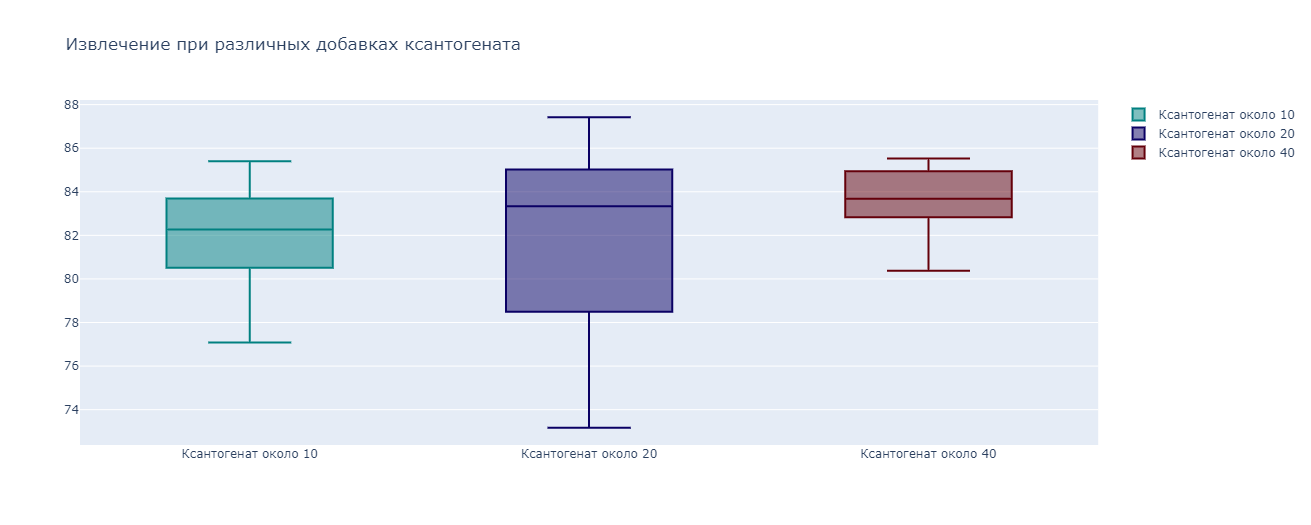 Извлечение при различных добавках ксантогената
88
86
84
82
80
78
76
74
Ксантогенат около 10
Ксантогенат около 20
Ксантогенат около 40
Ксантогенат около 10
Ксантогенат около 20
Ксантогенат около 40